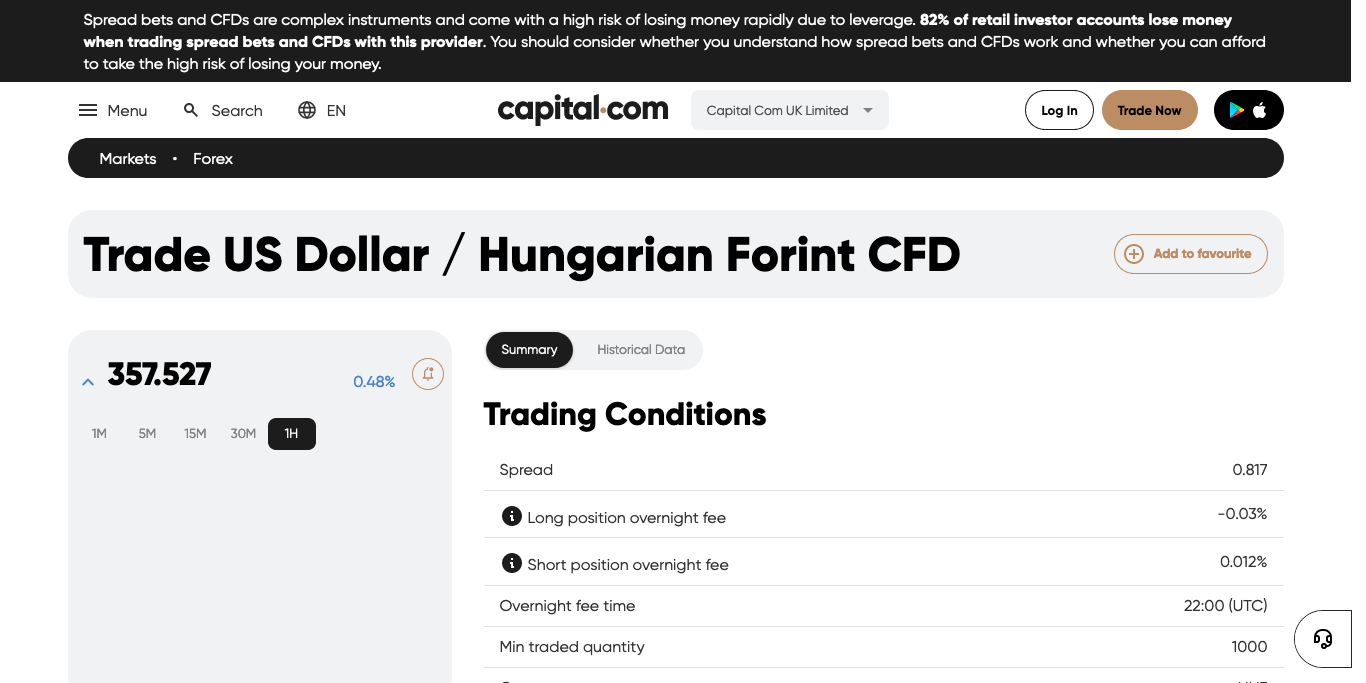 Spread bets and CFDs are complex instruments and come with a high risk of losing money rapidly due to leverage. 82% of retail investor accounts lose money
when trading spread bets and CFDs with this provider. You should consider whether you understand how spread bets and CFDs work and whether you can afford
to take the high risk of losing your money.
Menu Search EN capital.com Capital Com UK Limited Log In Trade Now
Markets • Forex
Trade US Dollar / Hungarian Forint CFD Add to favourite
357.527 0.48%
1M 5M 15M 30M 1H
Summary Historical Data
Trading Conditions
Spread 0.817
Long position overnight fee -0.03%
Short position overnight fee 0.012%
Overnight fee time 22:00 (UTC)
Min traded quantity 1000